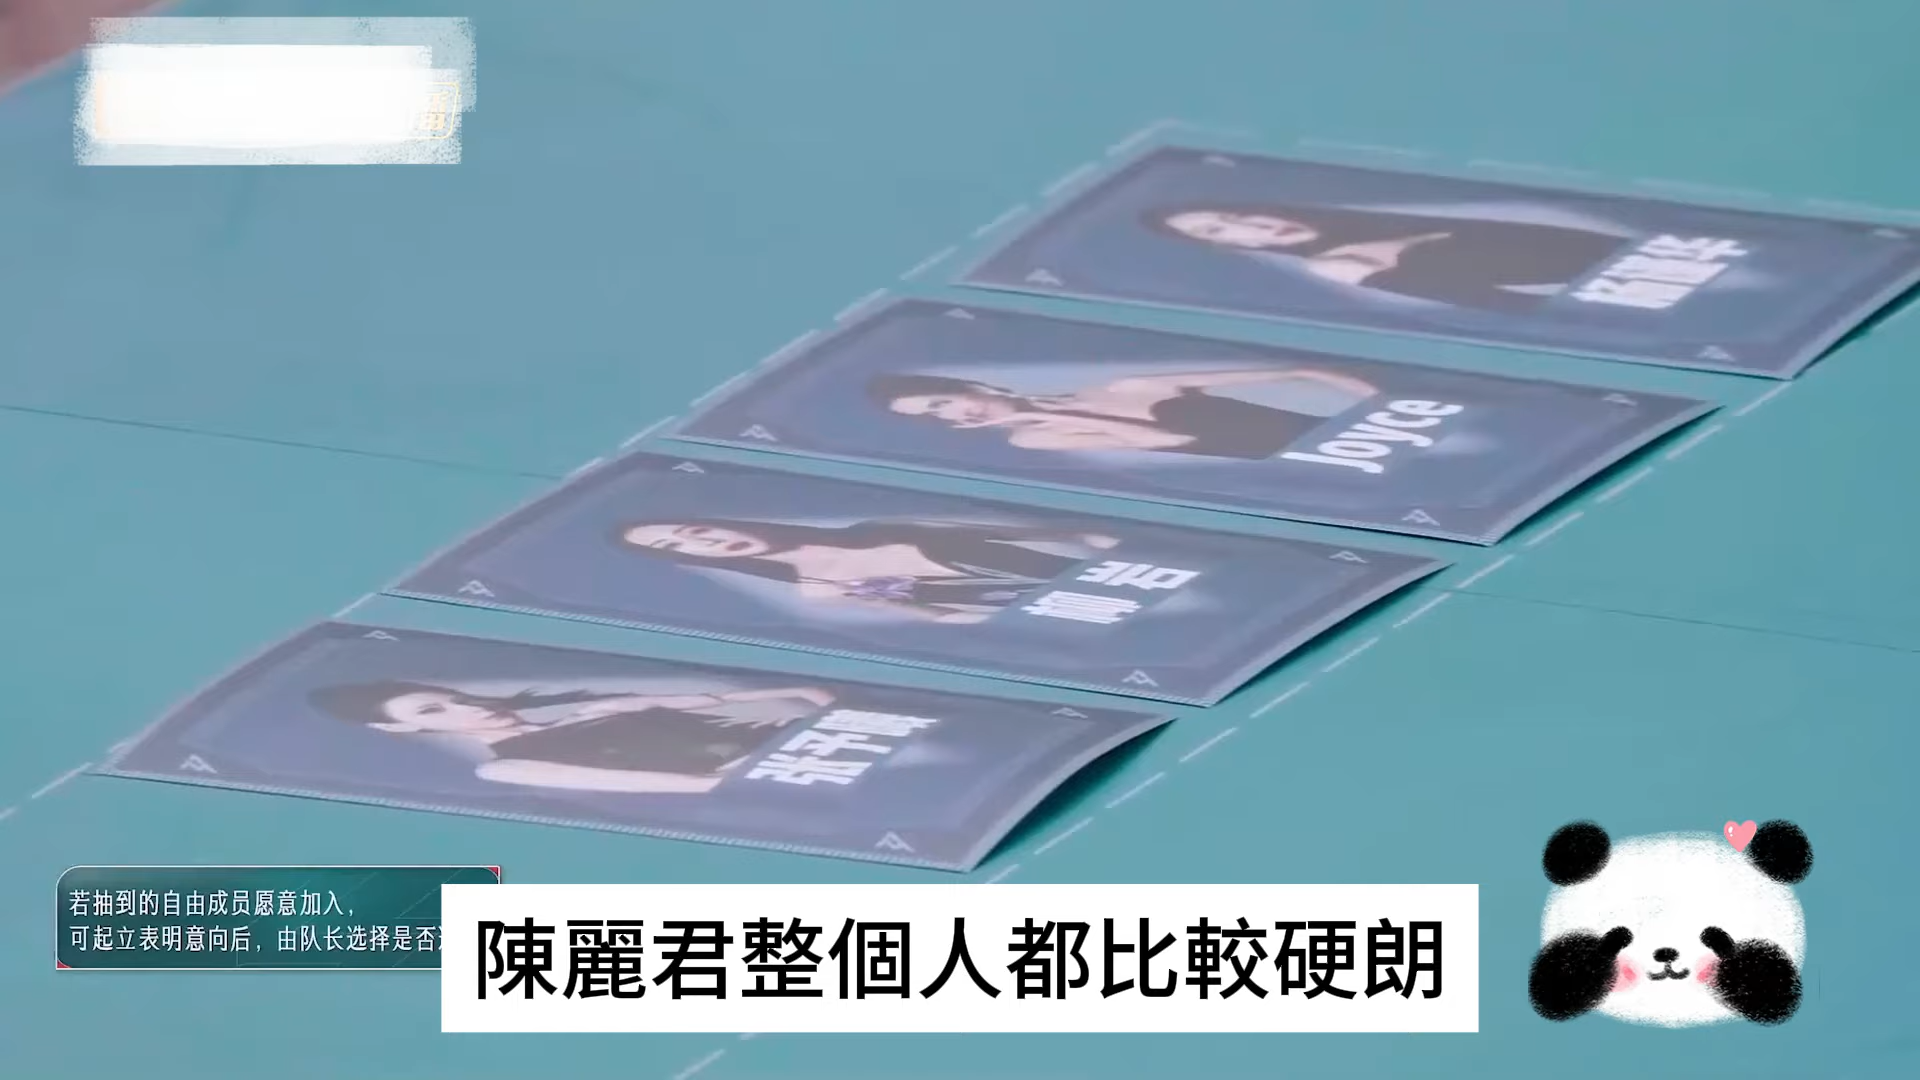 Joyce
柳岩
张予曦
若抽到的自由成员愿意加入，
可起立表明意向后，由队长选择是否
陳麗君整個人都比較硬朗